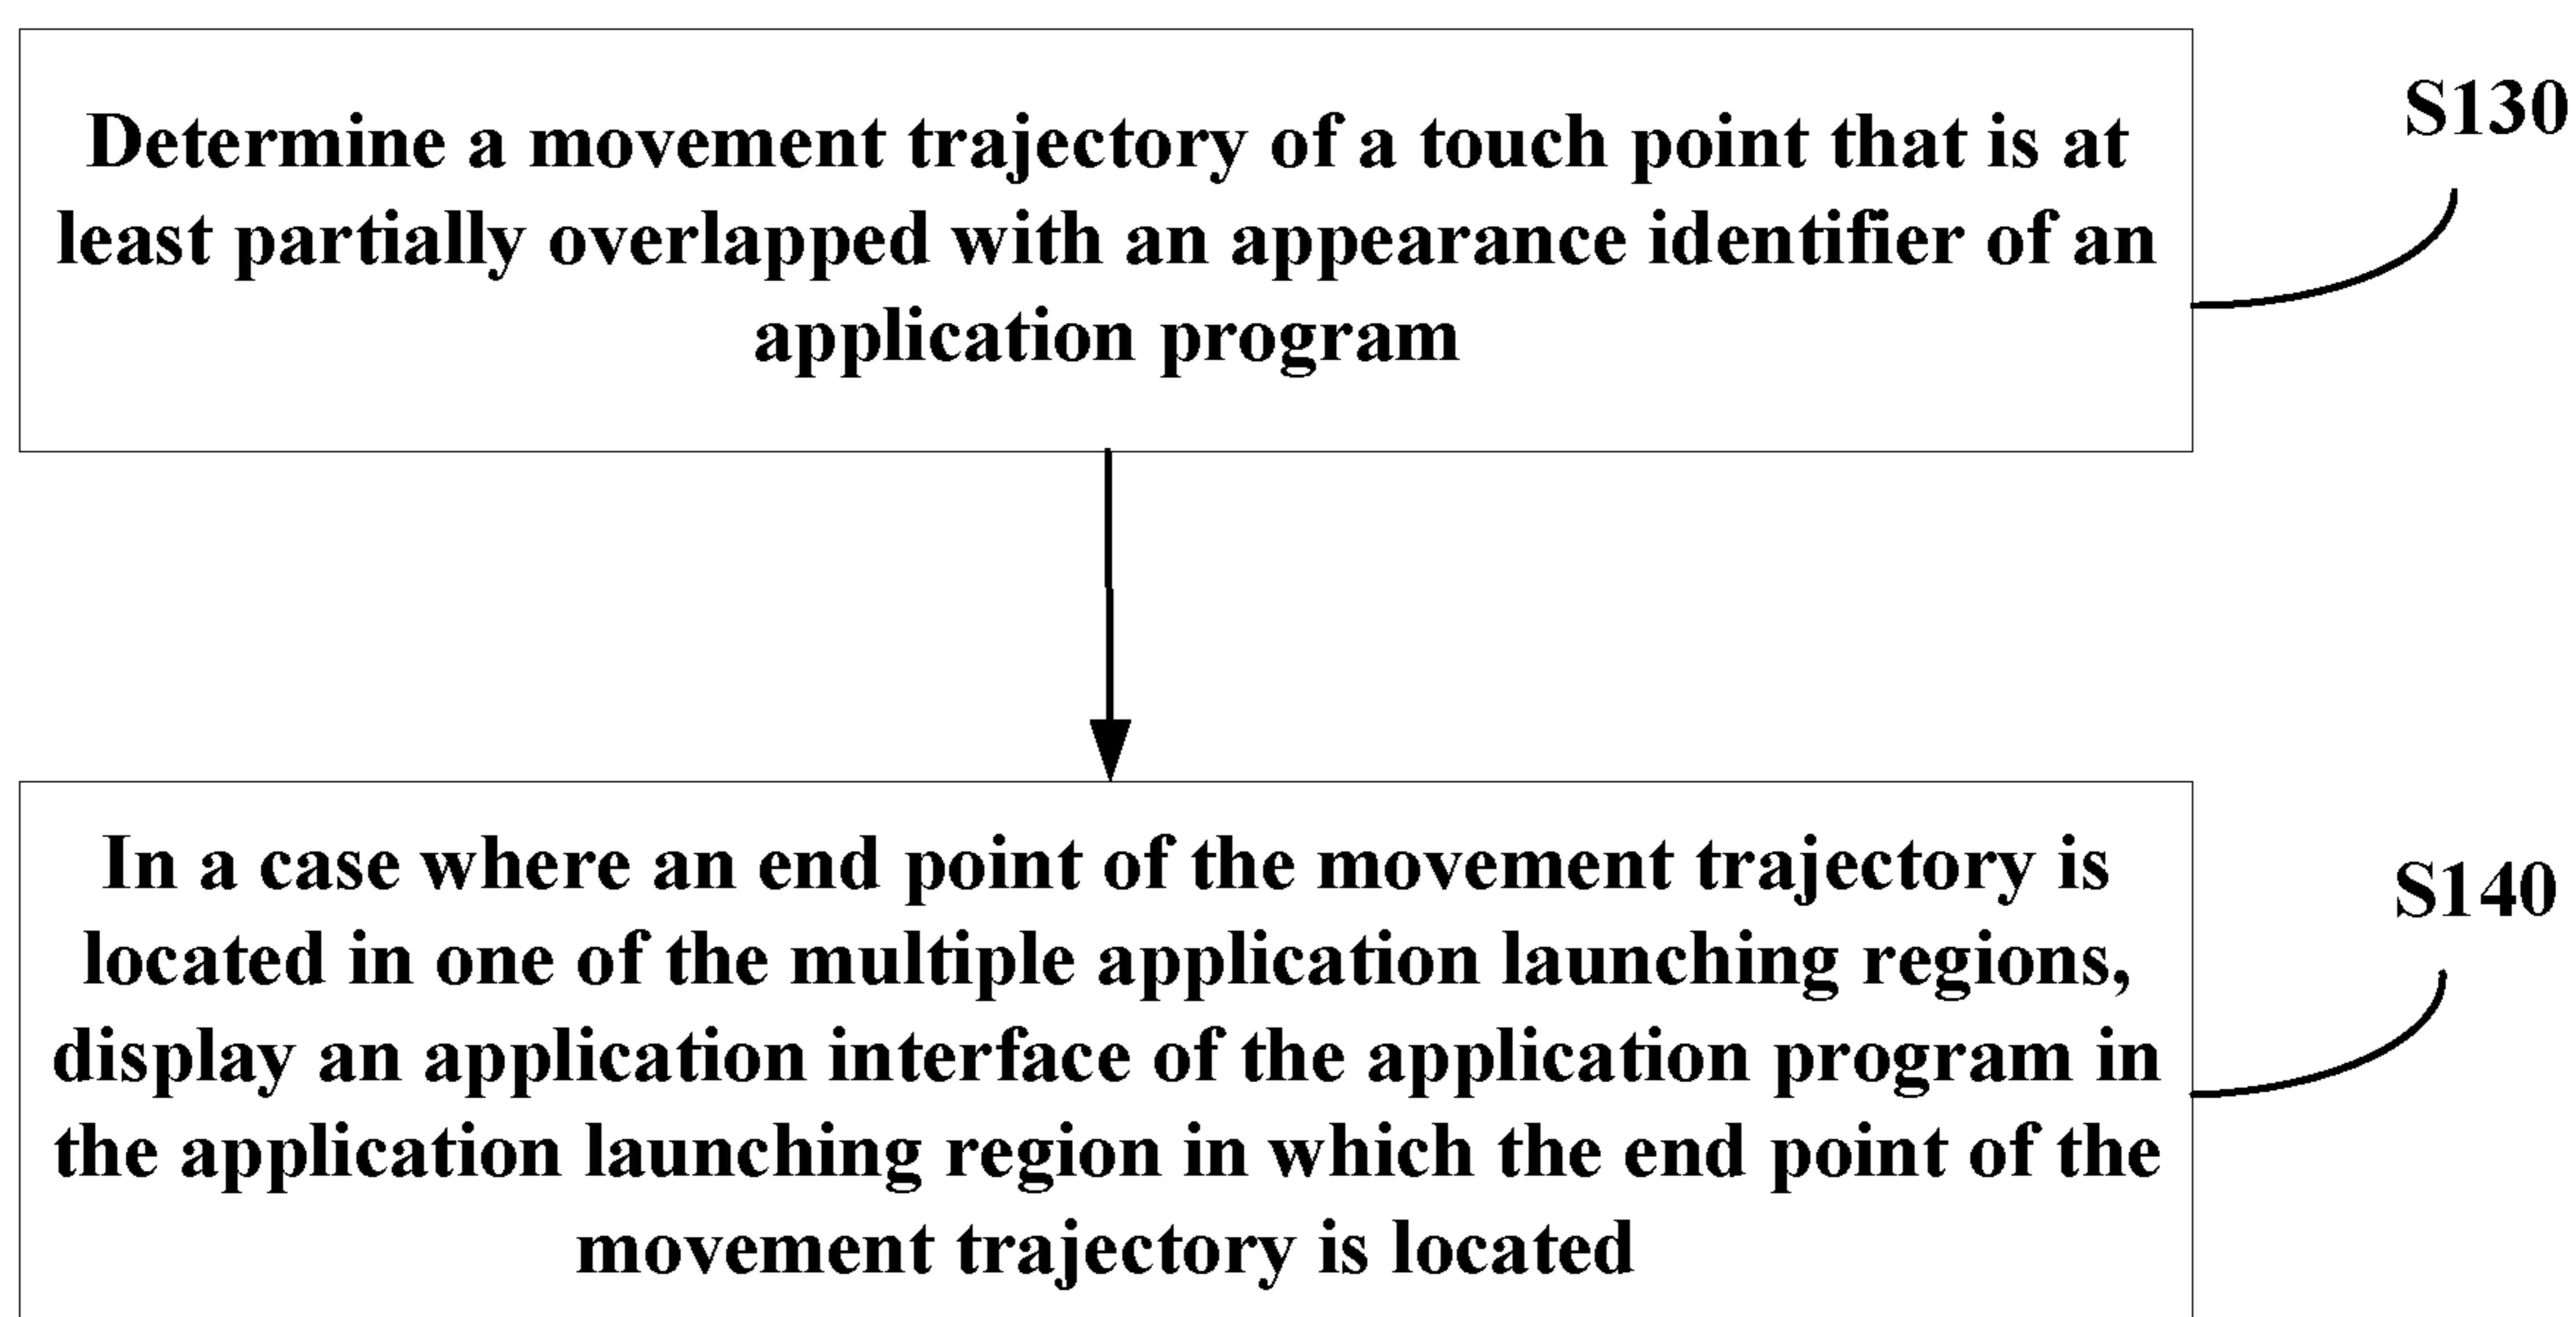 Determine a movement trajectory of a touch point that is at
least partially overlapped with an appearance identifier of an
application program
S130
In a case where an end point of the movement trajectory is
located in one of the multiple application launching regions,
display an application interface of the application program in
the application launching region in which the end point of the
movement trajectory is located
S140